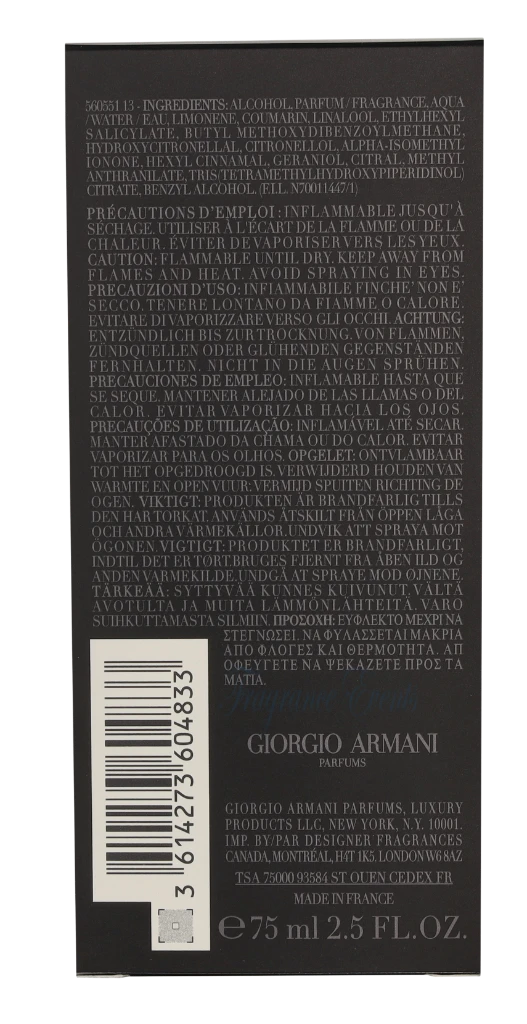 560551 13 - INGREDIENTS: ALCOHOL, PARFUM / FRAGRANCE, AQUA
/ WATER / EAU, LIMONENE, COUMARIN, LINALOOL, ETHYLHEXYL
SALICYLATE, BUTYL METHOXYDIBENZOYLMETHANE,
HYDROXYCITRONELLAL, CITRONELLOL, ALPHA-ISOMETHYL
IONONE, HEXYL CINNAMAL, GERANIOL, CITRAL, METHYL
ANTHRANILATE, TRIS(TETRAMETHYLHYDROXYPIPERIDINOL)
CITRATE, BENZYL ALCOHOL. (F.I.L. N70011447/1)
PRÉCAUTIONS D'EMPLOI : INFLAMMABLE JUSQU'À
SÉCHAGE. UTILISER À L'ÉCART DE LA FLAMME OU DE LA
CHALEUR. ÉVITER DE VAPORISER VERS LES YEUX.
CAUTION: FLAMMABLE UNTIL DRY. KEEP AWAY FROM
FLAMES AND HEAT. AVOID SPRAYING IN EYES.
PRECAUZIONI D'USO: INFIAMMABILE FINCHE' NON E'
SECCO. TENERE LONTANO DA FIAMME O CALORE.
EVITARE DI VAPORIZZARE VERSO GLI OCCHI. ACHTUNG:
ENTZÜNDLICH BIS ZUR TROCKNUNG. VON FLAMMEN,
ZÜNDQUELLEN ODER GLÜHENDEN GEGENSTÄNDEN
FERNHALTEN. NICHT IN DIE AUGEN SPRÜHEN.
PRECAUCIONES DE EMPLEO: INFLAMABLE HASTA QUE
SE SEQUE. MANTENER ALEJADO DE LAS LLAMAS O DEL
CALOR. EVITAR VAPORIZAR HACIA LOS OJOS.
PRECAUÇÕES DE UTILIZAÇÃO: INFLAMÁVEL ATÉ SECAR.
MANTER AFASTADO DA CHAMA OU DO CALOR. EVITAR
VAPORIZAR PARA OS OLHOS. OPGELET: ONTVLAMBAAR
TOT HET OPGEDROOGD IS. VERWIJDERD HOUDEN VAN
WARMTE EN OPEN VUUR: VERMIJD SPUITEN RICHTING DE
OGEN. VIKTIGT: PRODUKTEN ÄR BRANDFARLIG TILLS
DEN HAR TORKAT. ANVÄNDS ÅTSKILT FRÅN ÖPPEN LÅGA
OCH ANDRA VÄRMEKÄLLOR. UNDVIK ATT SPRAYA MOT
ÖGONEN. VIGTIGT: PRODUKTET ER BRANDFARLIGT,
INDTIL DET ER TØRT. BRUGES FJERNT FRA ÅBEN ILD OG
ANDEN VARMEKILDE. UNDGÅ AT SPRAYE MOD ØJNENE.
TÄRKEÄÄ: SYTTYVÄÄ KUNNES KUIVUNUT. VÄLTÄ
AVOTULTA JA MUITA LÄMMÖNLÄHTEITÄ. VARO
SUIHKUTTAMASTA SILMIIN. ΠΡΟΣΟΧΗ: ΕΥΦΛΕΚΤΟ ΜΕΧΡΙ ΝΑ
ΣΤΕΓΝΩΣΕΙ. ΝΑ ΦΥΛΑΣΣΕΤΑΙ ΜΑΚΡΙΑ
ΑΠΟ ΦΛΟΓΕΣ ΚΑΙ ΘΕΡΜΟΤΗΤΑ. ΑΠ
ΟΦΕΥΓΕΤΕ ΝΑ ΨΕΚΑΖΕΤΕ ΠΡΟΣ ΤΑ
ΜΑΤΙΑ.
Fragrance Events
GIORGIO ARMANI
PARFUMS
GIORGIO ARMANI PARFUMS, LUXURY
PRODUCTS LLC, NEW YORK, N.Y. 10001.
IMP. BY/PAR DESIGNER FRAGRANCES
CANADA, MONTRÉAL, H4T 1K5. LONDON W6 8AZ
TSA 75000 93584 ST OUEN CEDEX FR
MADE IN FRANCE
℮ 75 ml 2.5 FL.OZ.
3 614273 604833